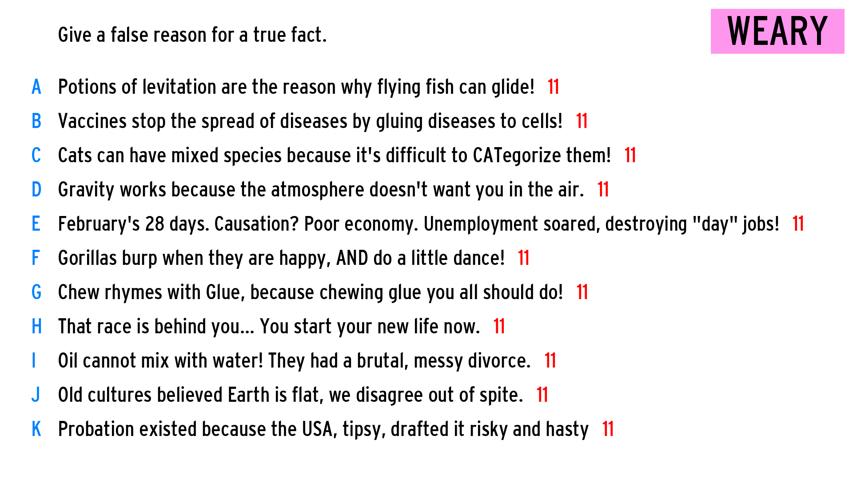 Give a false reason for a true fact.
WEARY
A Potions of levitation are the reason why flying fish can glide! 11
B Vaccines stop the spread of diseases by gluing diseases to cells! 11
C Cats can have mixed species because it's difficult to CATegorize them! 11
D Gravity works because the atmosphere doesn't want you in the air. 11
E February's 28 days. Causation? Poor economy. Unemployment soared, destroying "day" jobs! 11
F Gorillas burp when they are happy, AND do a little dance! 11
G Chew rhymes with Glue, because chewing glue you all should do! 11
H That race is behind you... You start your new life now. 11
I Oil cannot mix with water! They had a brutal, messy divorce. 11
J Old cultures believed Earth is flat, we disagree out of spite. 11
K Probation existed because the USA, tipsy, drafted it risky and hasty 11